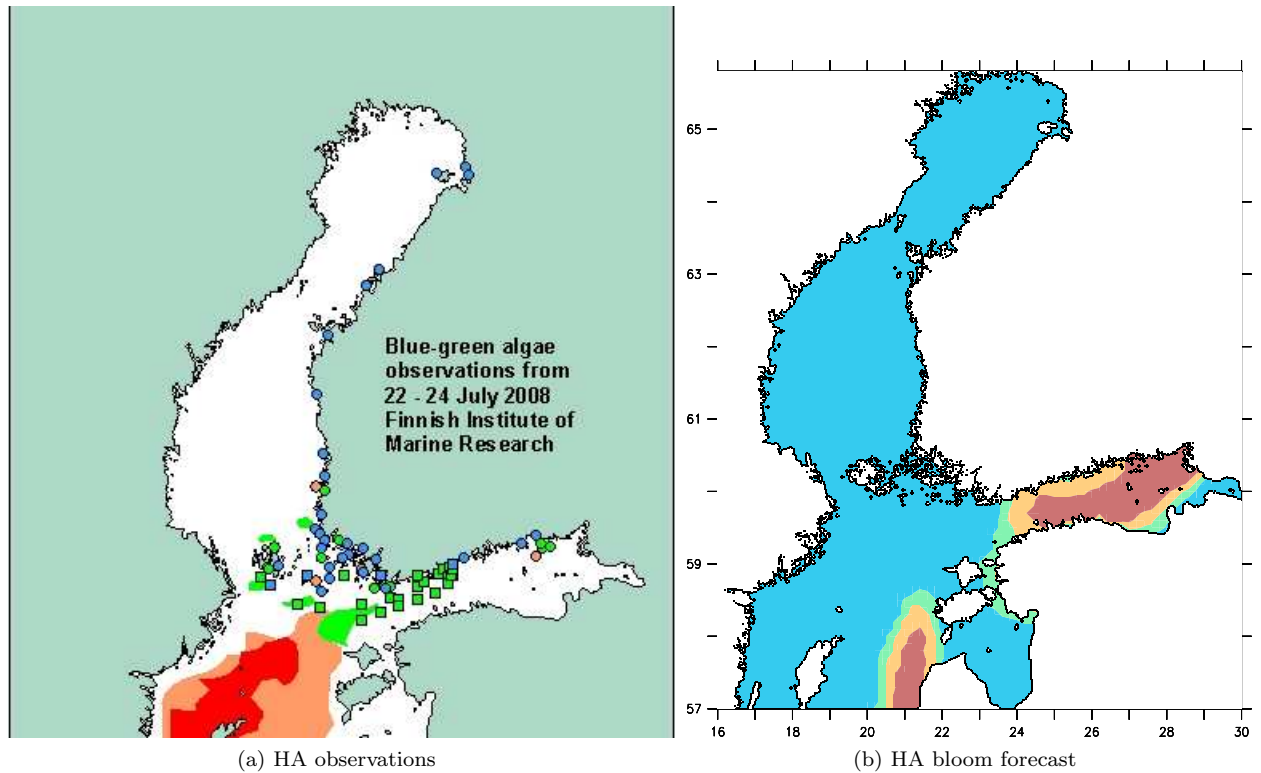 Blue-green algae
observations from
22 - 24 July 2008
Finnish Institute of
Marine Research
65
63
61
59
57
16 18 20 22 24 26 28 30
(a) HA observations
(b) HA bloom forecast